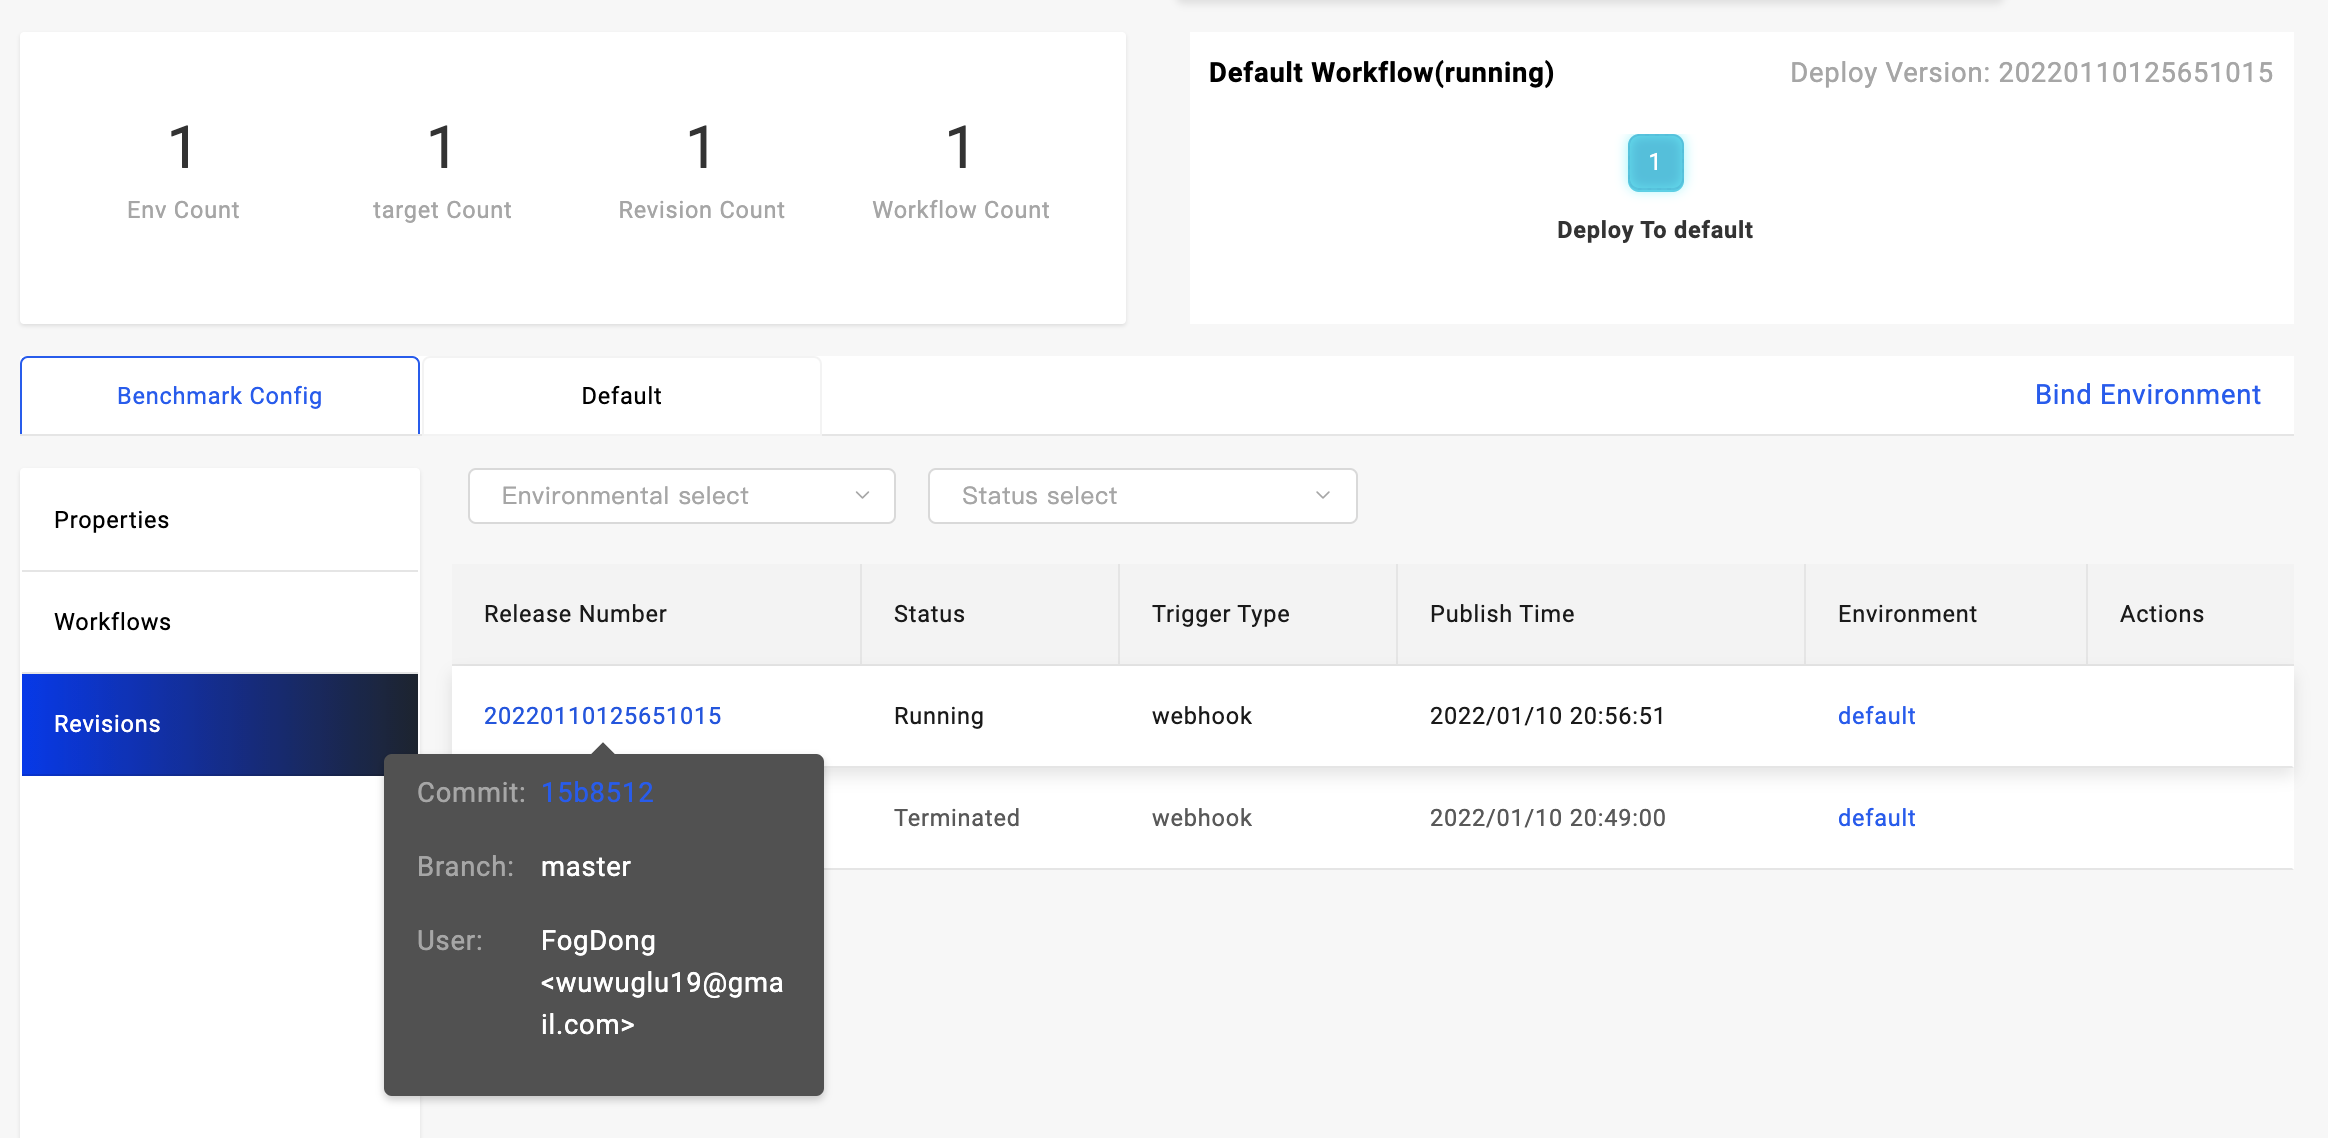 1
Env Count
1
target Count
1
Revision Count
1
Workflow Count
Default Workflow(running)
Deploy Version: 20220110125651015
1
Deploy To default
Benchmark Config
Default
Bind Environment
Properties
Workflows
Revisions
Environmental select
Status select
Release Number Status Trigger Type Publish Time Environment Actions
20220110125651015 Running webhook 2022/01/10 20:56:51 default
Terminated webhook 2022/01/10 20:49:00 default
Commit: 15b8512
Branch: master
User: FogDong
<wuwuglu19@gma
il.com>